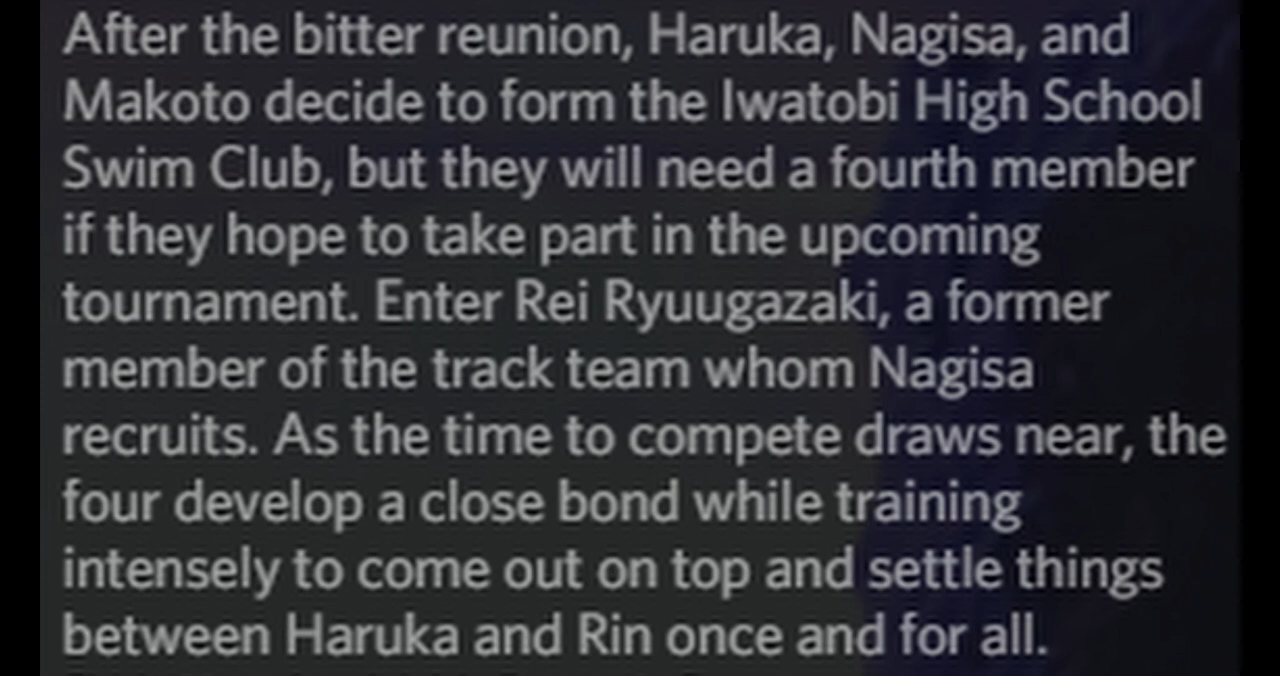 After the bitter reunion, Haruka, Nagisa, and
Makoto decide to form the Iwatobi High School
Swim Club, but they will need a fourth member
if they hope to take part in the upcoming
tournament. Enter Rei Ryuugazaki, a former
member of the track team whom Nagisa
recruits. As the time to compete draws near, the
four develop a close bond while training
intensely to come out on top and settle things
between Haruka and Rin once and for all.